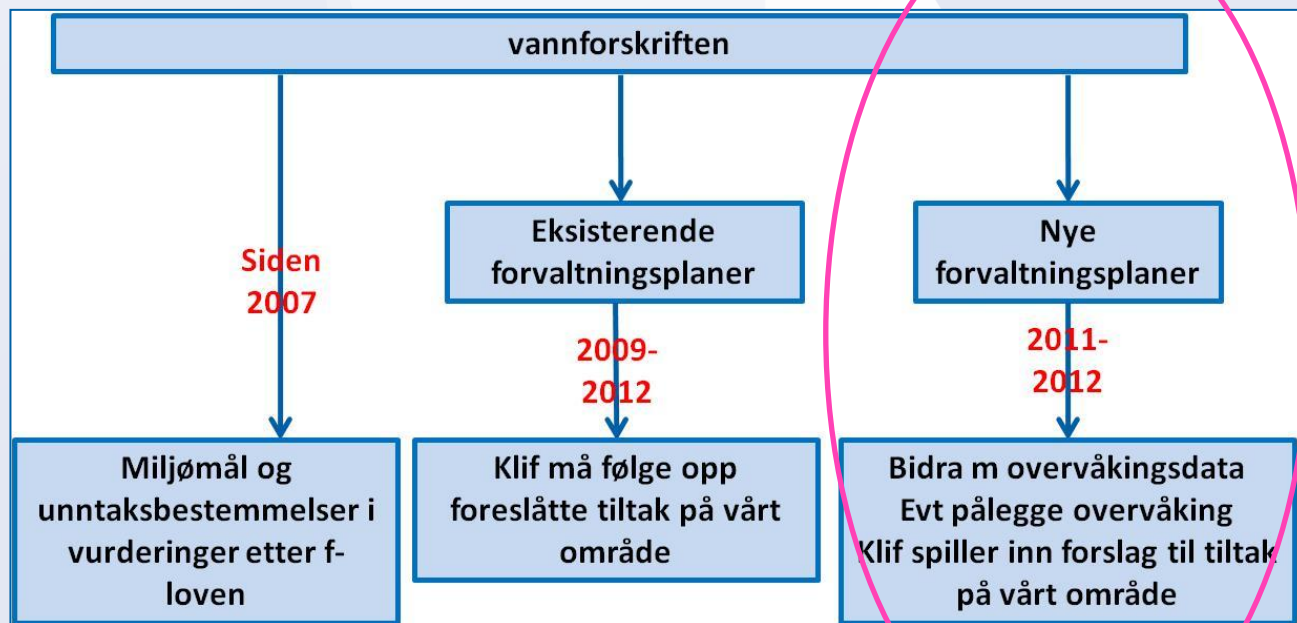 vannforskriften
Eksisterende
forvaltningsplaner
Nye
forvaltningsplaner
Siden
2007
2009-
2012
2011-
2012
Miljømål og
unntaksbestemmelser i
vurderinger etter f-
loven
Klif må følge opp
foreslåtte tiltak på vårt
område
Bidra m overvåkingsdata
Evt pålegge overvåking
Klif spiller inn forslag til tiltak
på vårt område